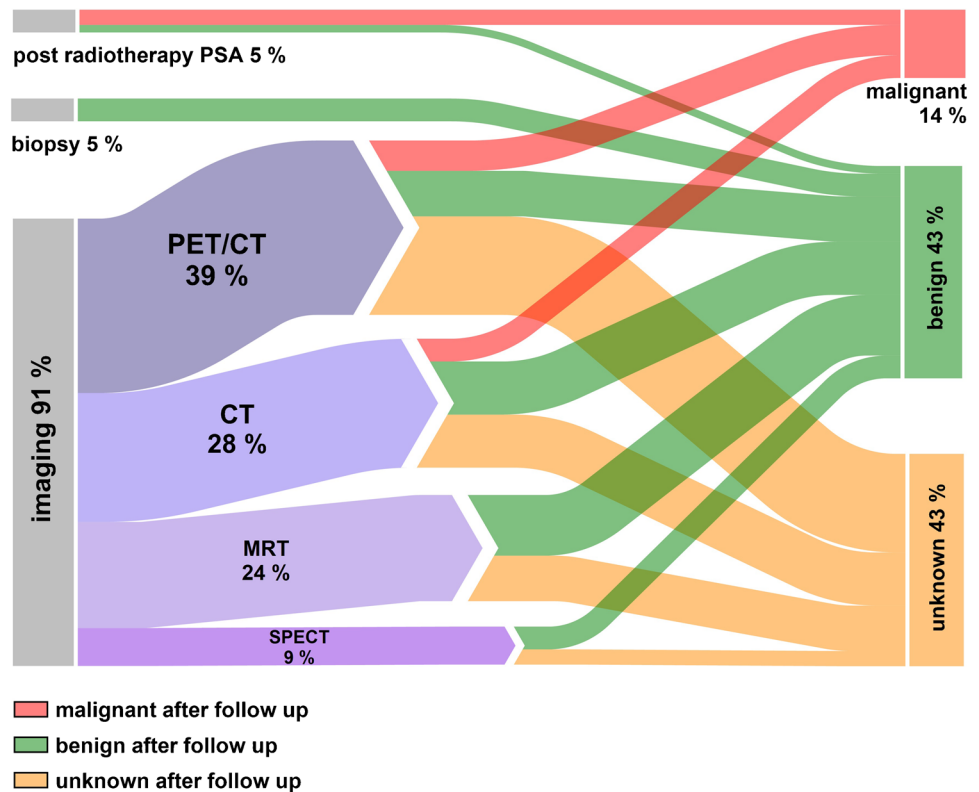 post radiotherapy PSA 5 %
biopsy 5 %
imaging 91 %
PET/CT
39 %
CT
28 %
MRT
24 %
SPECT
9 %
malignant
14 %
benign 43 %
unknown 43 %
malignant after follow up
benign after follow up
unknown after follow up